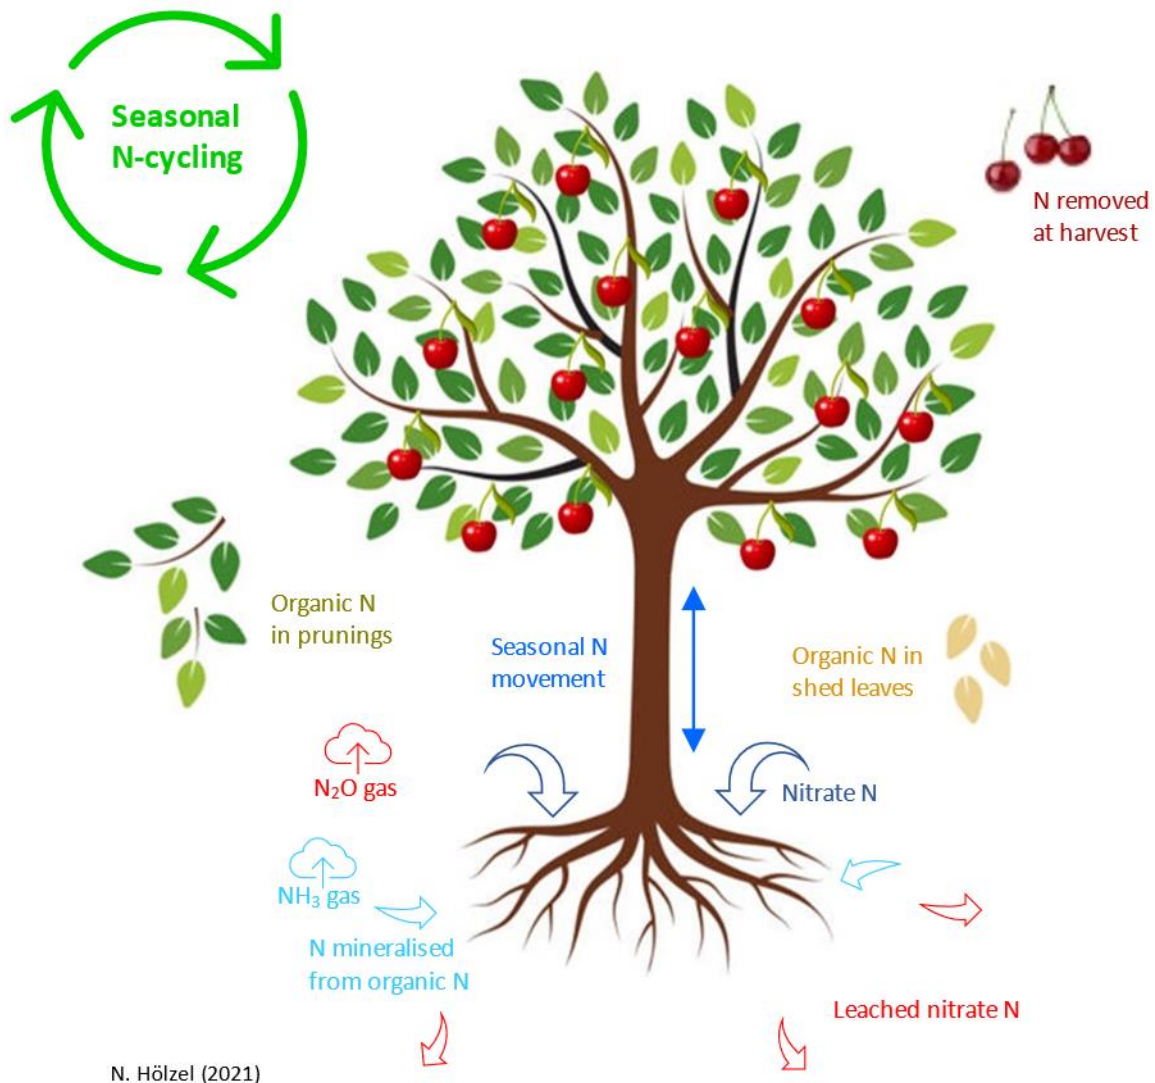 Seasonal
N-cycling
N removed
at harvest
Organic N
in prunings
Seasonal N
movement
Organic N in
shed leaves
N₂O gas
Nitrate N
NH₃ gas
N mineralised
from organic N
Leached nitrate N
N. Hölzel (2021)